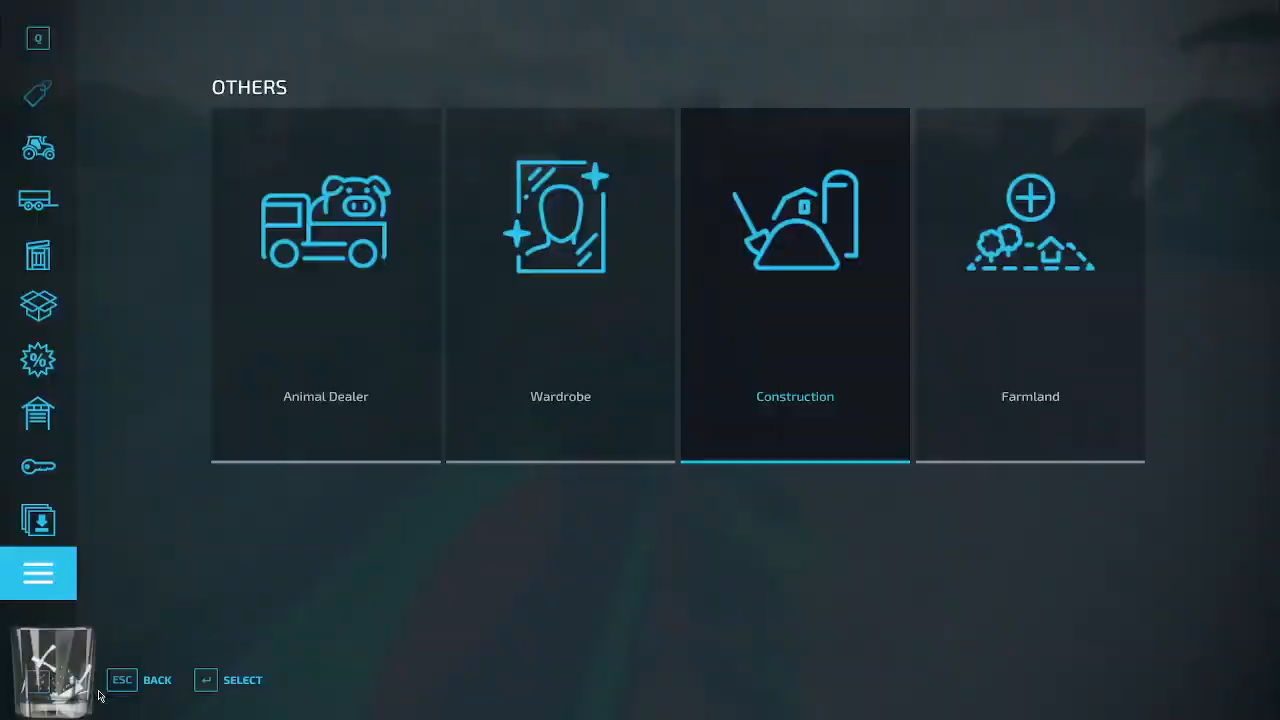 Q
OTHERS
%
Animal Dealer
Wardrobe
Construction
Farmland
ESC BACK
↵ SELECT